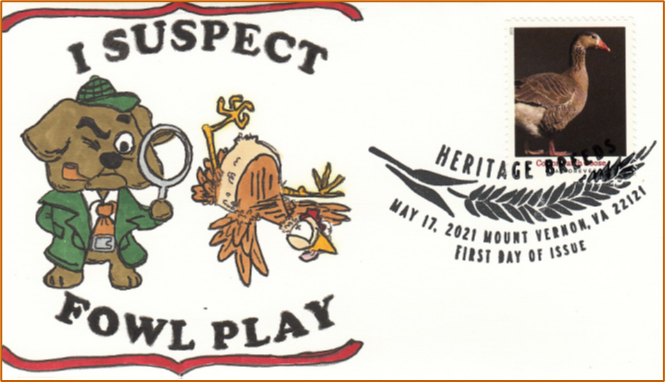 I SUSPECT
FOWL PLAY
HERITAGE BREEDS
MAY 17, 2021 MOUNT VERNON, VA 22121
FIRST DAY OF ISSUE